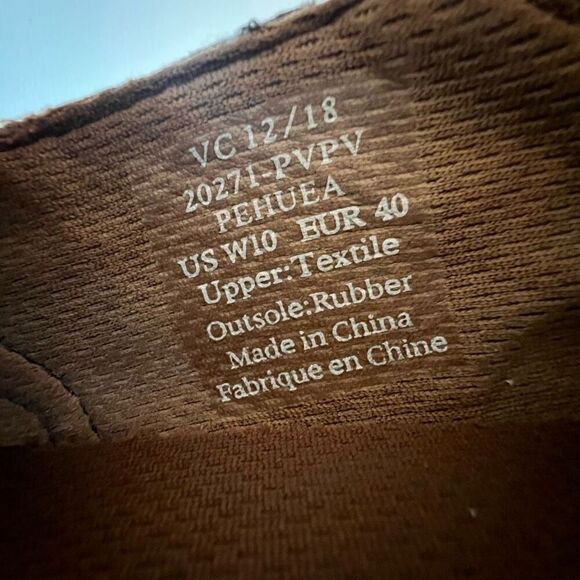 VC 12/18
20271-PVPV
PEHUEA
US W10 EUR 40
Upper:Textile
Outsole:Rubber
Made in China
Fabrique en Chine